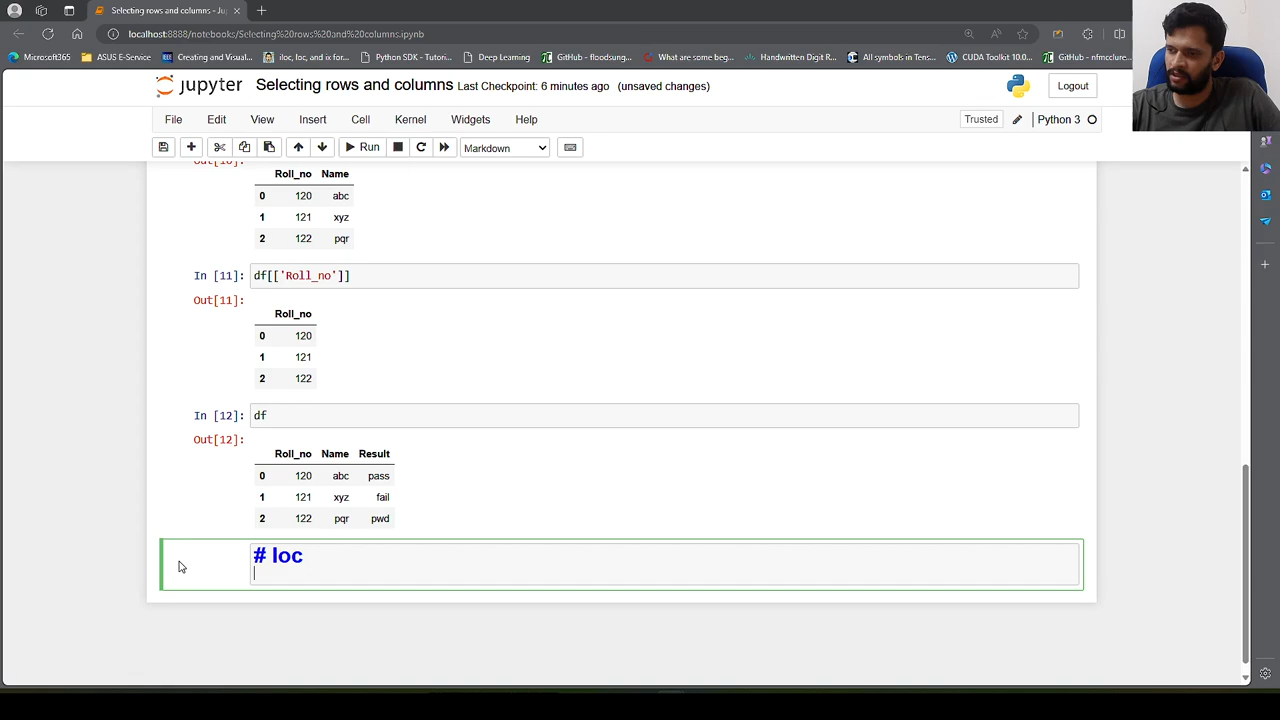 Selecting rows and columns - Ju
localhost:8888/notebooks/Selecting%20rows%20and%20columns.ipynb
Microsoft365
ASUS E-Service
Creating and Visual...
iloc, loc, and ix for...
Python SDK - Tutori...
GitHub - floodsung...
What are some beg...
Handwritten Digit R...
All symbols in Tens...
CUDA Toolkit 10.0...
GitHub - nfmcclure...
jupyter Selecting rows and columns Last Checkpoint: 6 minutes ago (unsaved changes)
Logout
File Edit View Insert Cell Kernel Widgets Help
Trusted Python 3
Run Markdown
Out[10]:
Roll_no Name
0 120 abc
1 121 xyz
2 122 pqr
In [11]: df[['Roll_no']]
Out[11]:
Roll_no
0 120
1 121
2 122
In [12]: df
Out[12]:
Roll_no Name Result
0 120 abc pass
1 121 xyz fail
2 122 pqr pwd
# loc